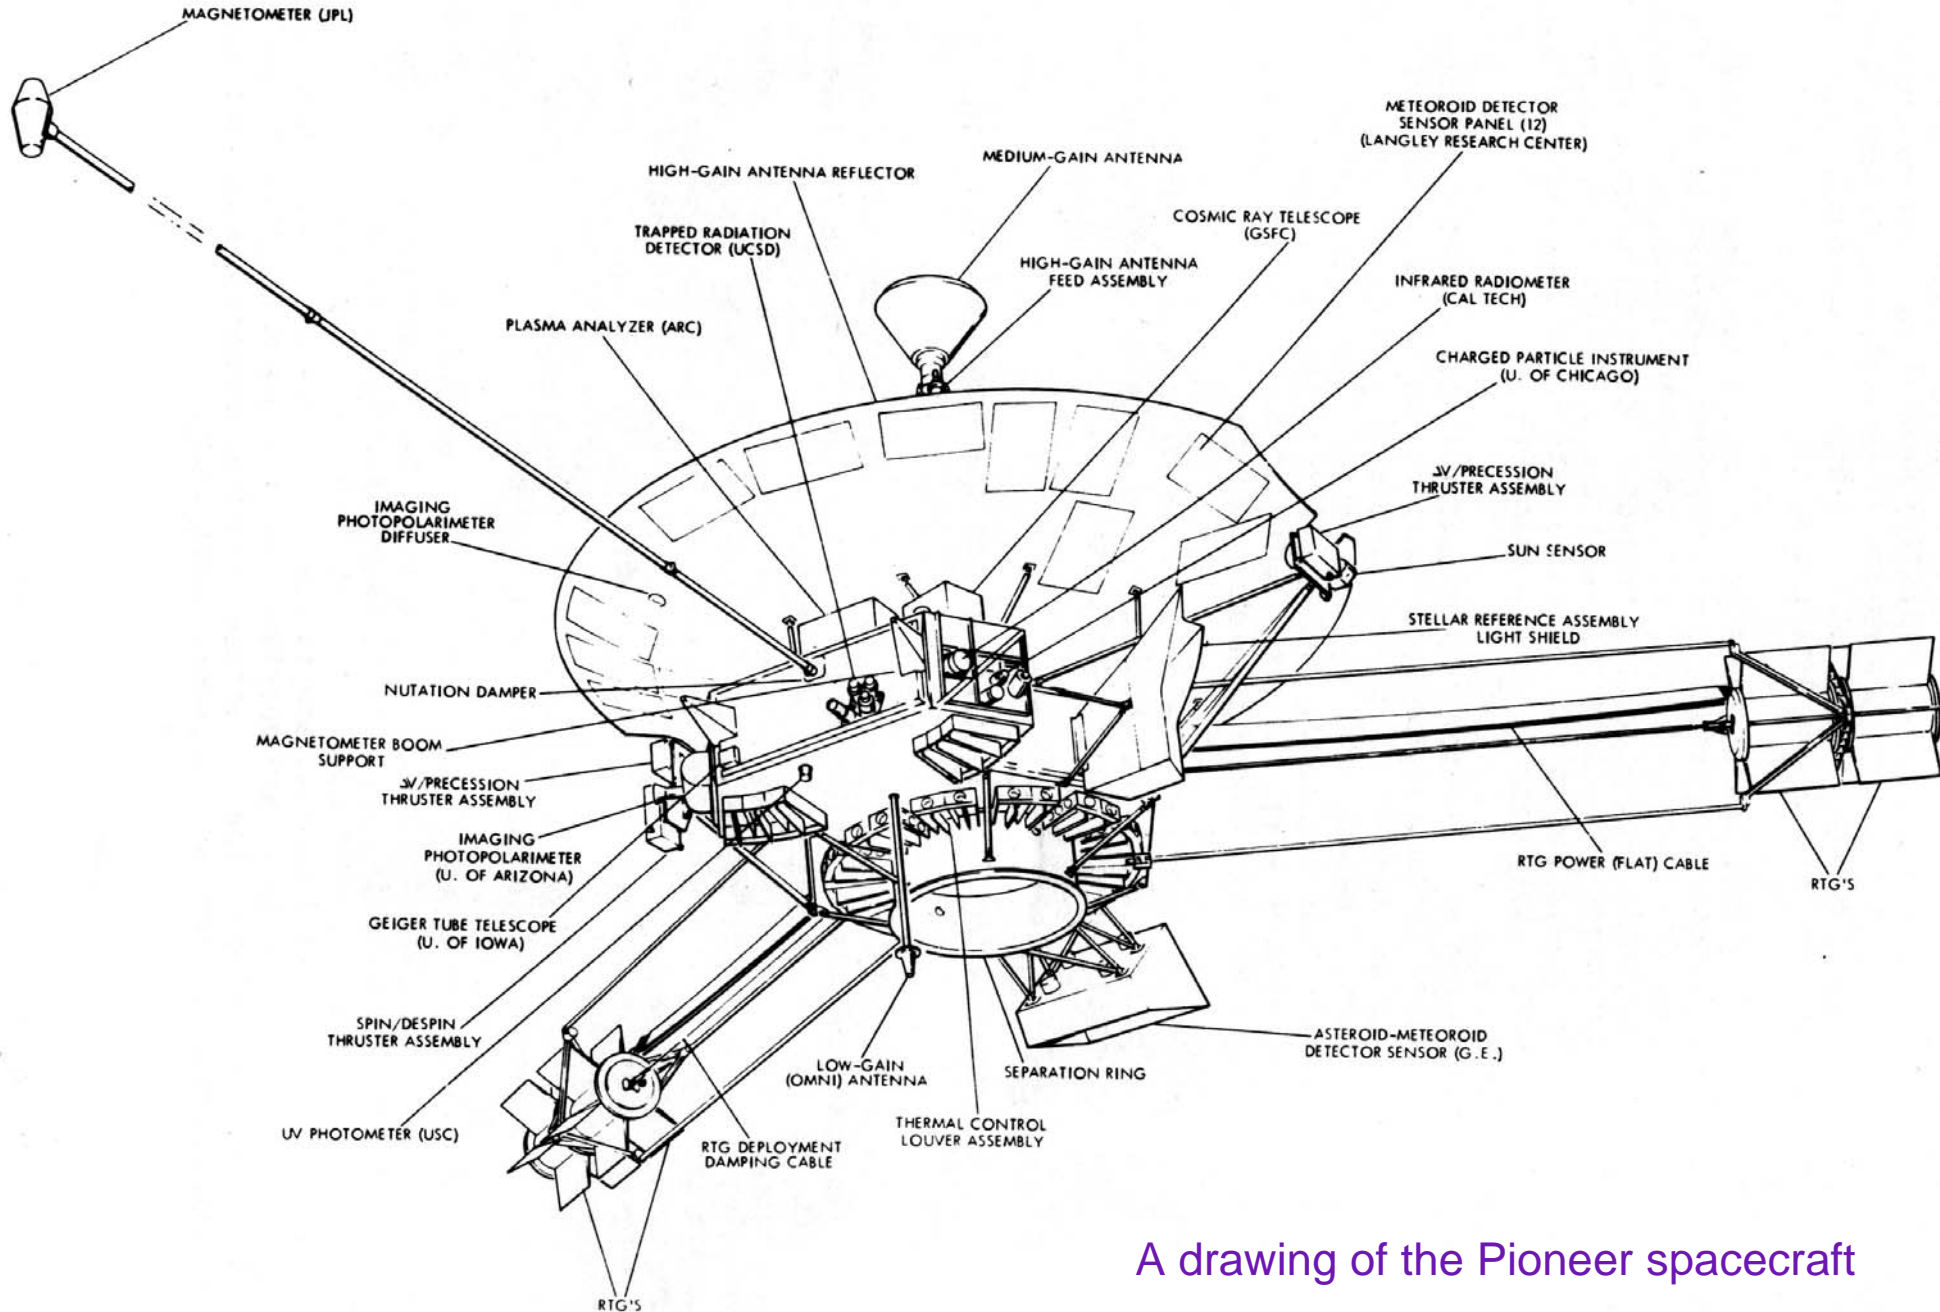 MAGNETOMETER (JPL)
METEOROID DETECTOR
SENSOR PANEL (12)
(LANGLEY RESEARCH CENTER)
MEDIUM-GAIN ANTENNA
HIGH-GAIN ANTENNA REFLECTOR
COSMIC RAY TELESCOPE
(GSFC)
TRAPPED RADIATION
DETECTOR (UCSD)
HIGH-GAIN ANTENNA
FEED ASSEMBLY
INFRARED RADIOMETER
(CAL TECH)
PLASMA ANALYZER (ARC)
CHARGED PARTICLE INSTRUMENT
(U. OF CHICAGO)
ΔV/PRECESSION
THRUSTER ASSEMBLY
IMAGING
PHOTOPOLARIMETER
DIFFUSER
SUN SENSOR
STELLAR REFERENCE ASSEMBLY
LIGHT SHIELD
NUTATION DAMPER
MAGNETOMETER BOOM
SUPPORT
ΔV/PRECESSION
THRUSTER ASSEMBLY
IMAGING
PHOTOPOLARIMETER
(U. OF ARIZONA)
RTG POWER (FLAT) CABLE
RTG'S
GEIGER TUBE TELESCOPE
(U. OF IOWA)
SPIN/DESPIN
THRUSTER ASSEMBLY
ASTEROID-METEOROID
DETECTOR SENSOR (G.E.)
LOW-GAIN
(OMNI) ANTENNA
SEPARATION RING
THERMAL CONTROL
LOUVER ASSEMBLY
UV PHOTOMETER (USC)
RTG DEPLOYMENT
DAMPING CABLE
A drawing of the Pioneer spacecraft
RTG'S